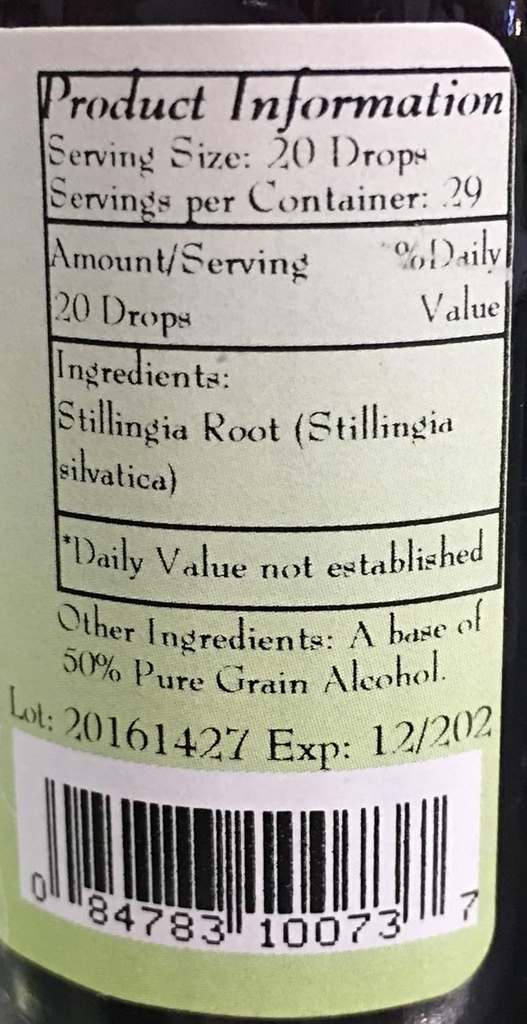 Product Information
Serving Size: 20 Drops
Servings per Container: 29
Amount/Serving %Daily
20 Drops Value
Ingredients:
Stillingia Root (Stillingia
silvatica)
*Daily Value not established
Other Ingredients: A base of
50% Pure Grain Alcohol.
Lot: 20161427 Exp: 12/202
0 84783 10073 7